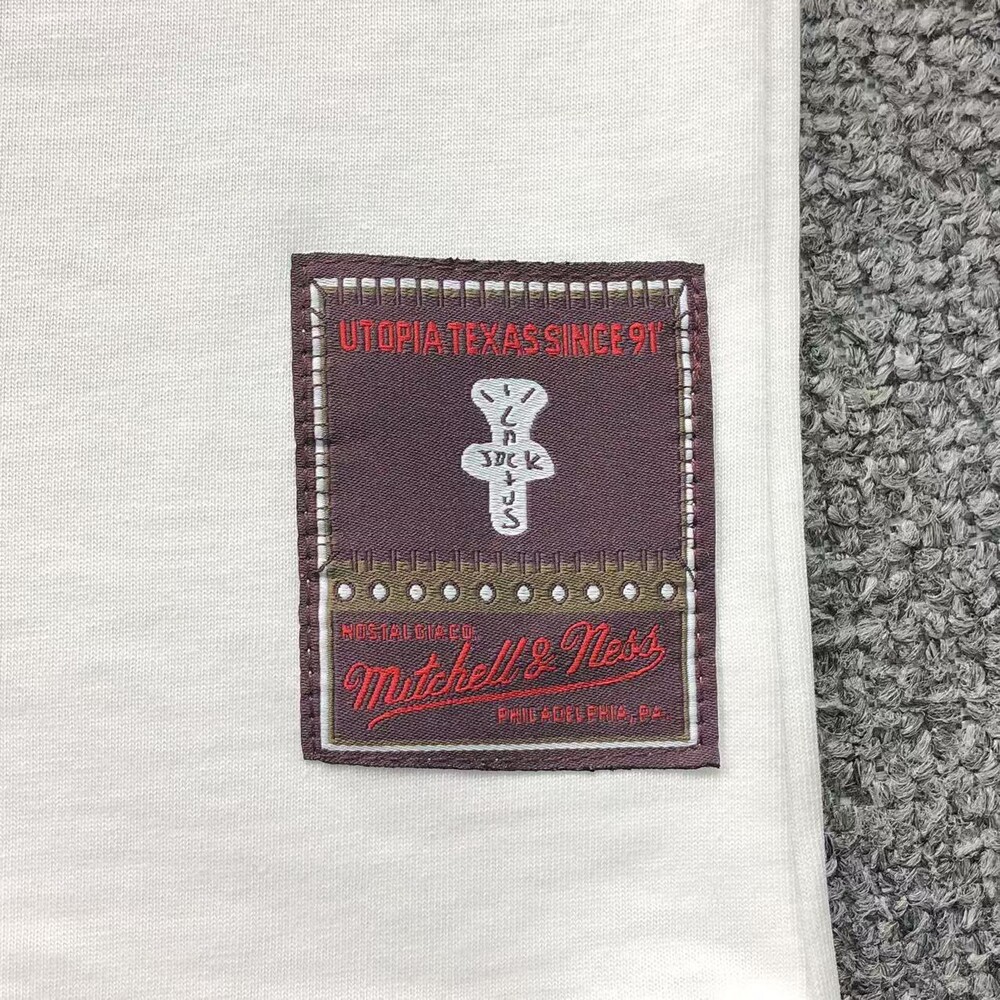 UTOPIA TEXAS SINCE 91'
JACK
NOSTALGIA CO.
Mitchell & Ness
PHILADELPHIA, PA.